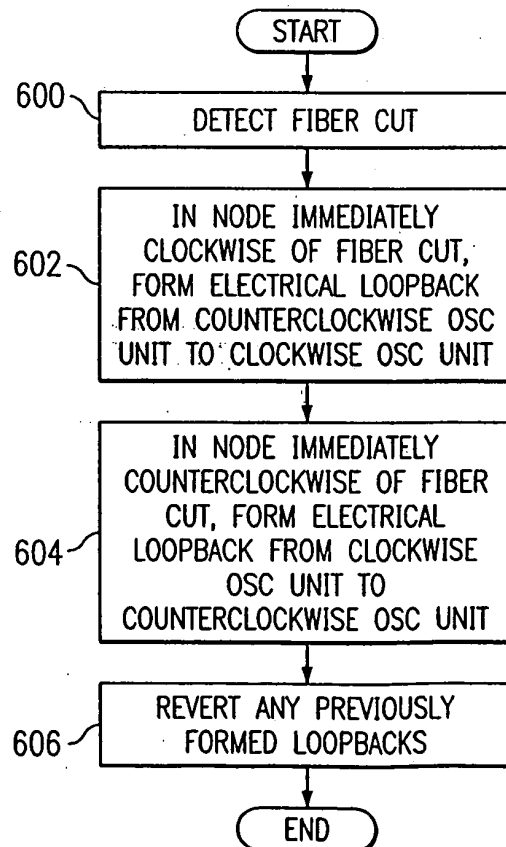 START
600
DETECT FIBER CUT
602
IN NODE IMMEDIATELY
CLOCKWISE OF FIBER CUT,
FORM ELECTRICAL LOOPBACK
FROM COUNTERCLOCKWISE OSC
UNIT TO CLOCKWISE OSC UNIT
604
IN NODE IMMEDIATELY
COUNTERCLOCKWISE OF FIBER
CUT, FORM ELECTRICAL
LOOPBACK FROM CLOCKWISE
OSC UNIT TO
COUNTERCLOCKWISE OSC UNIT
606
REVERT ANY PREVIOUSLY
FORMED LOOPBACKS
END